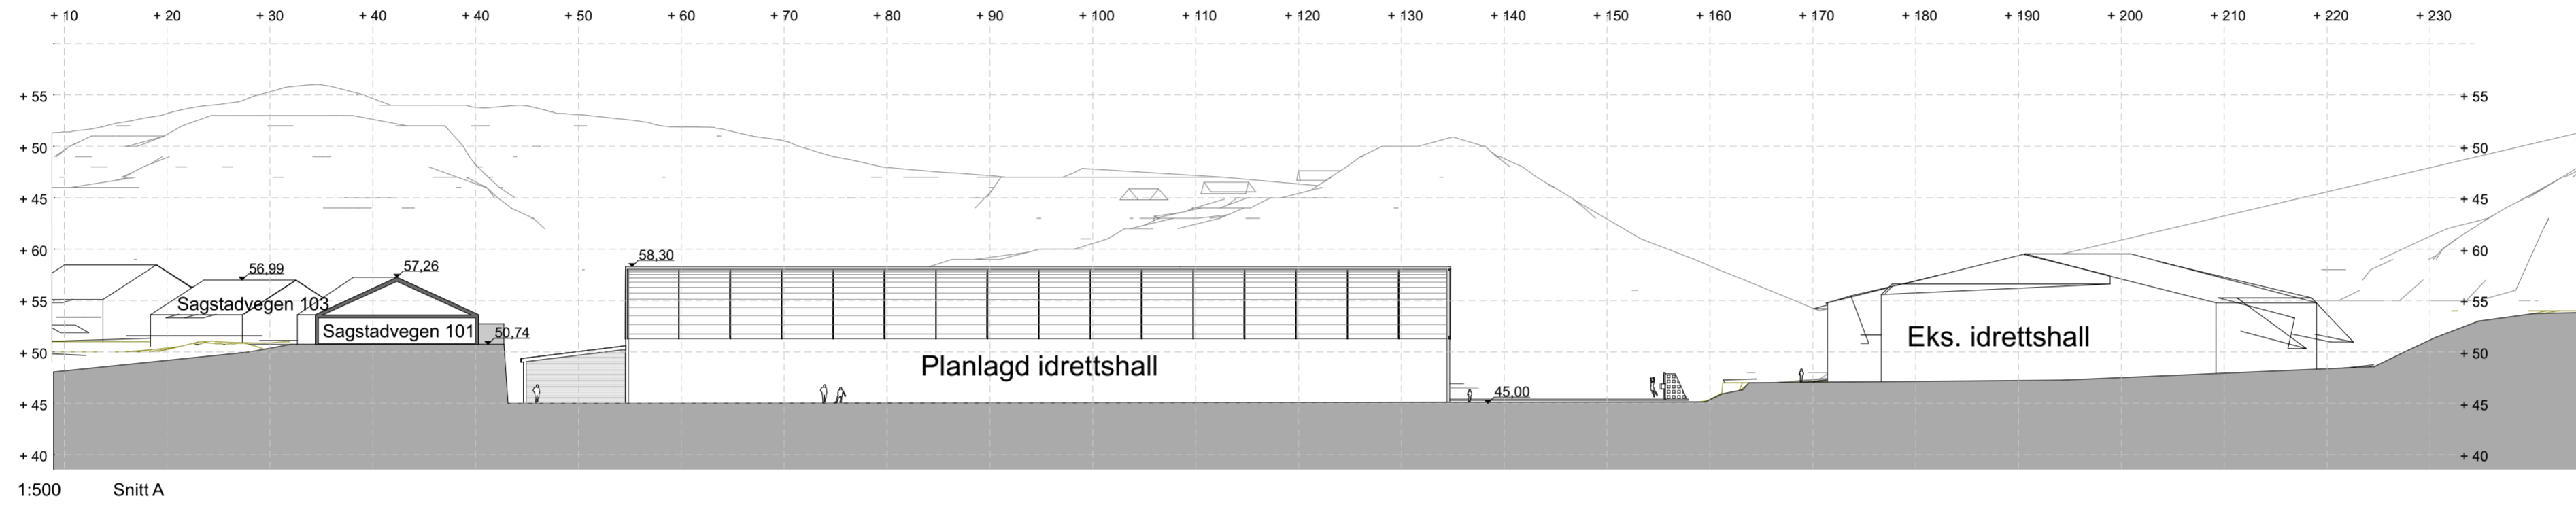 + 10 + 20 + 30 + 40 + 40 + 50 + 60 + 70 + 80 + 90 + 100 + 110 + 120 + 130 + 140 + 150 + 160 + 170 + 180 + 190 + 200 + 210 + 220 + 230
+ 55 + 55
+ 50 + 50
+ 45 + 45
+ 60 58,30 + 60
56,99 57,26
+ 55 Sagstadvegen 103 + 55
Sagstadvegen 101 50,74 Eks. idrettshall
+ 50 + 50
Planlagd idrettshall
45,00
+ 45 + 45
+ 40 + 40
1:500 Snitt A